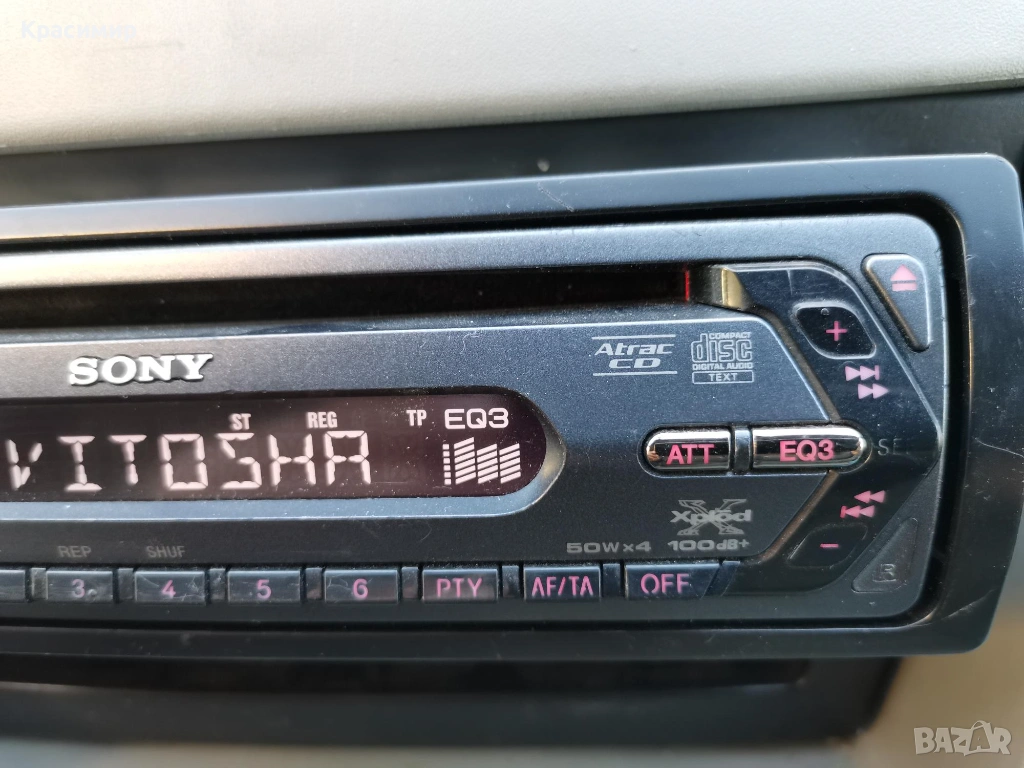 Красимир
SONY
Atrac CD
COMPACT disc DIGITAL AUDIO TEXT
ST REG TP EQ3
VITOSHA
ATT EQ3
Xplod
50W×4 100dB+
REP SHUF
3 4 5 6 PTY AF/TA OFF
BAZAR